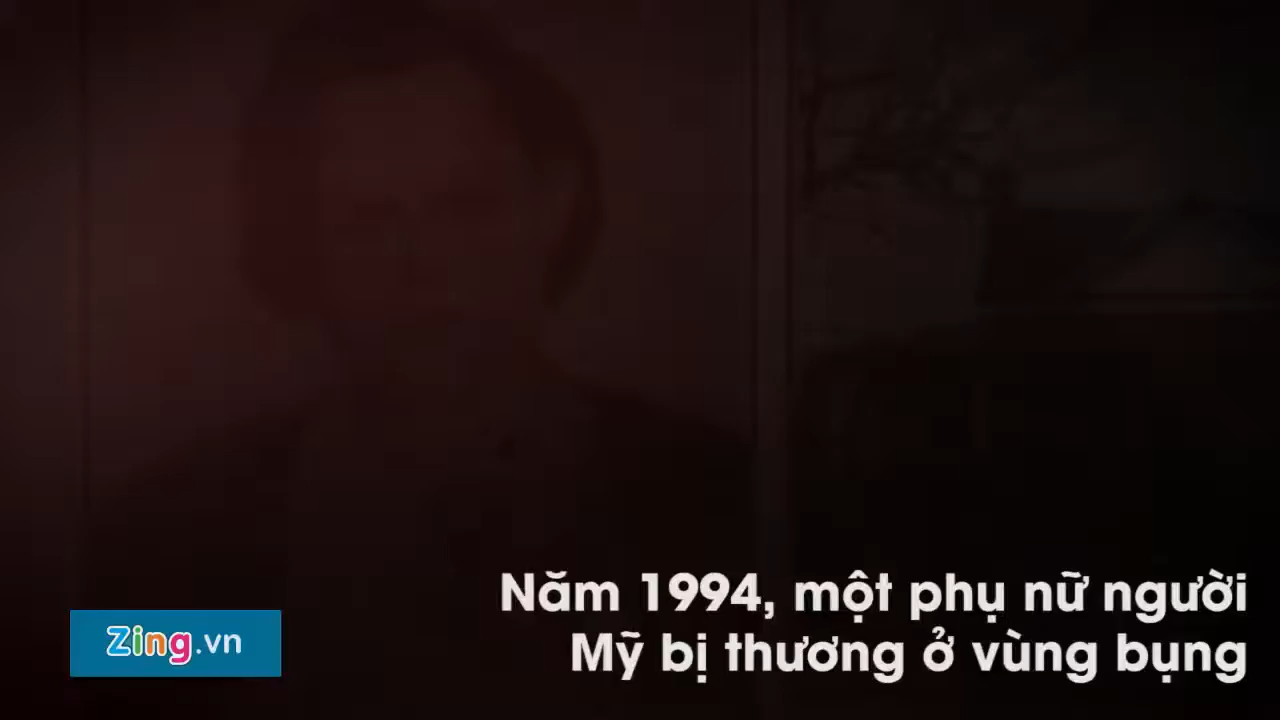 Năm 1994, một phụ nữ người
Mỹ bị thương ở vùng bụng
Zing.vn